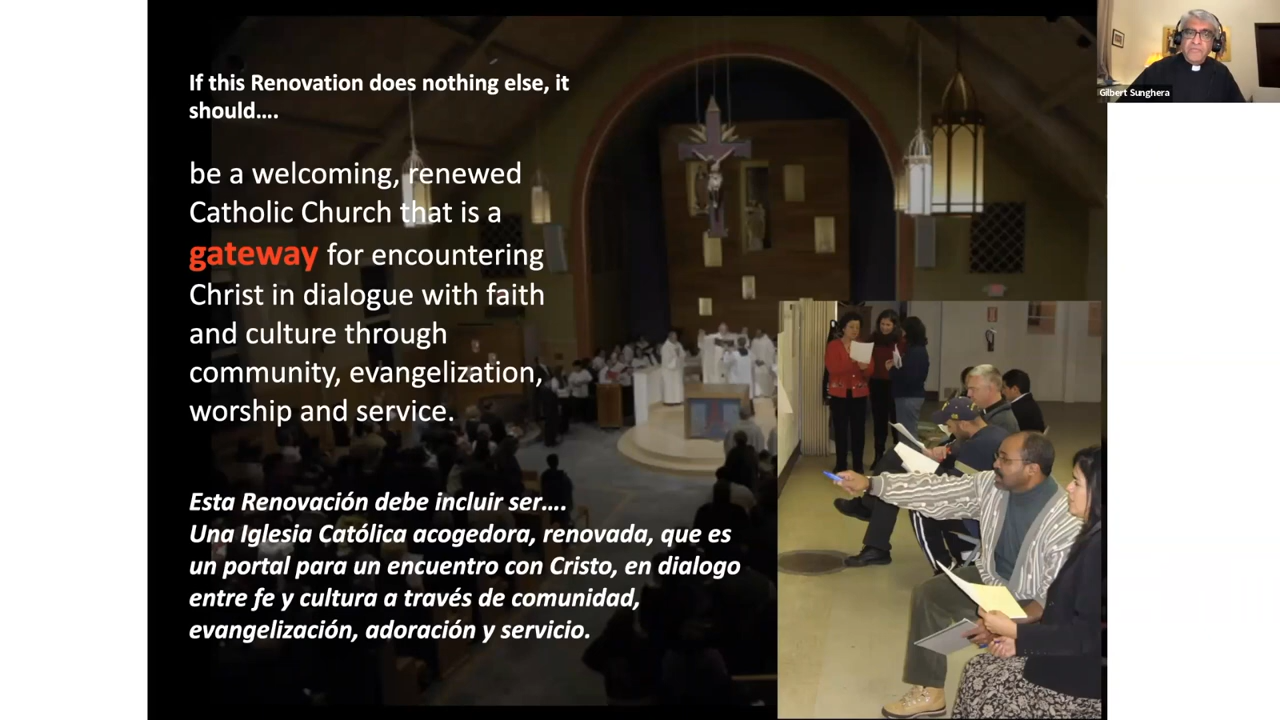 If this Renovation does nothing else, it
should....
be a welcoming, renewed
Catholic Church that is a
gateway for encountering
Christ in dialogue with faith
and culture through
community, evangelization,
worship and service.
Esta Renovación debe incluir ser....
Una Iglesia Católica acogedora, renovada, que es
un portal para un encuentro con Cristo, en dialogo
entre fe y cultura a través de comunidad,
evangelización, adoración y servicio.
Gilbert Sunghera